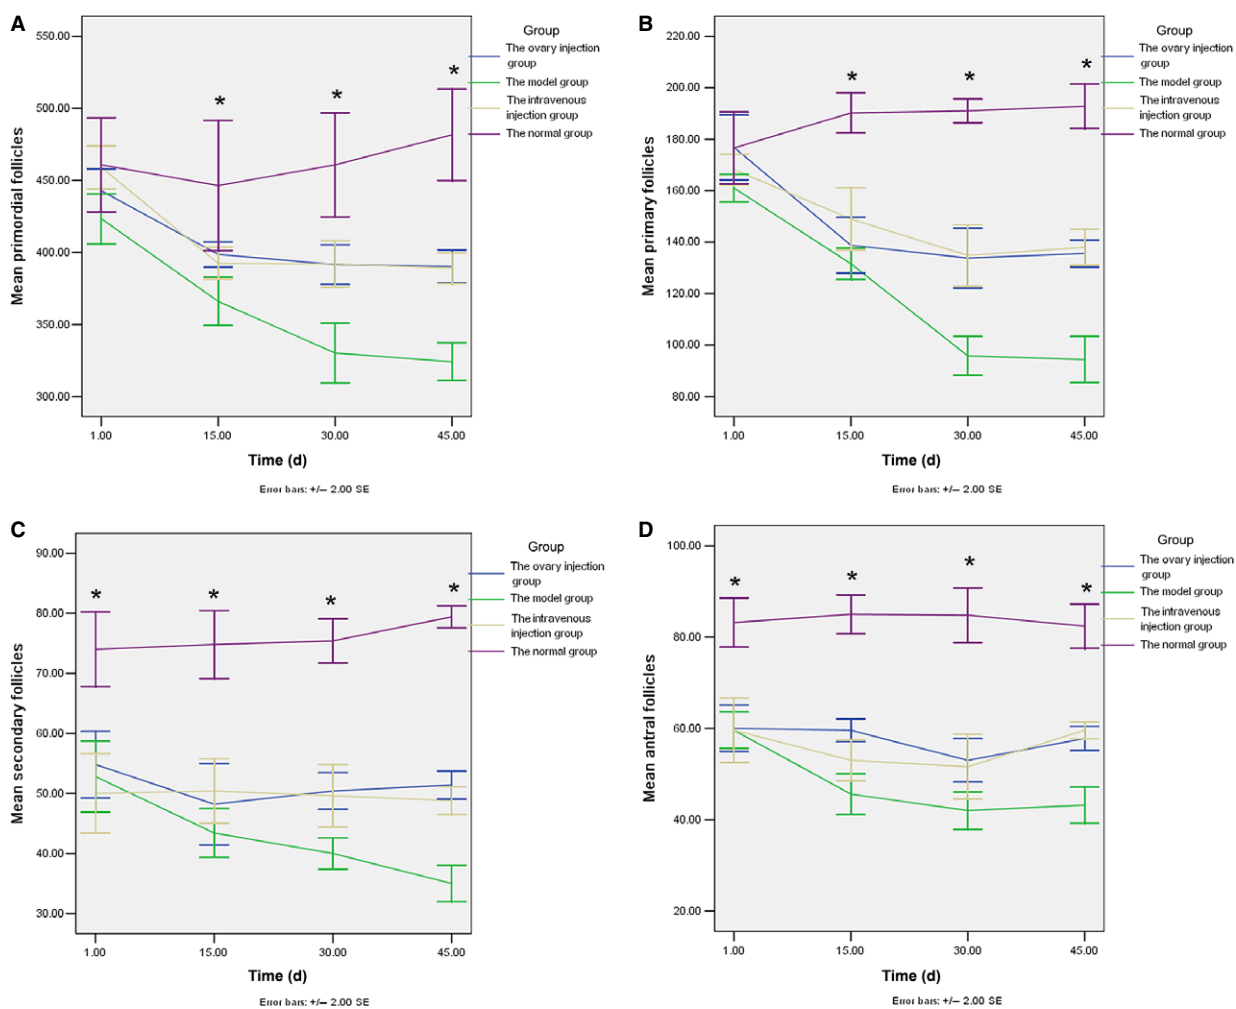 A
Mean primordial follicles
550.00
500.00
450.00
400.00
350.00
300.00
*
*
*
1.00 15.00 30.00 45.00
Time (d)
Error bars: +/− 2.00 SE
Group
The ovary injection
group
The model group
The intravenous
injection group
The normal group
B
Mean primary follicles
220.00
200.00
180.00
160.00
140.00
120.00
100.00
80.00
*
*
*
1.00 15.00 30.00 45.00
Time (d)
Error bars: +/− 2.00 SE
Group
The ovary injection
group
The model group
The intravenous
injection group
The normal group
C
Mean secondary follicles
90.00
80.00
70.00
60.00
50.00
40.00
30.00
*
*
*
*
1.00 15.00 30.00 45.00
Time (d)
Error bars: +/− 2.00 SE
Group
The ovary injection
group
The model group
The intravenous
injection group
The normal group
D
Mean antral follicles
100.00
80.00
60.00
40.00
20.00
*
*
*
*
1.00 15.00 30.00 45.00
Time (d)
Error bars: +/− 2.00 SE
Group
The ovary injection
group
The model group
The intravenous
injection group
The normal group